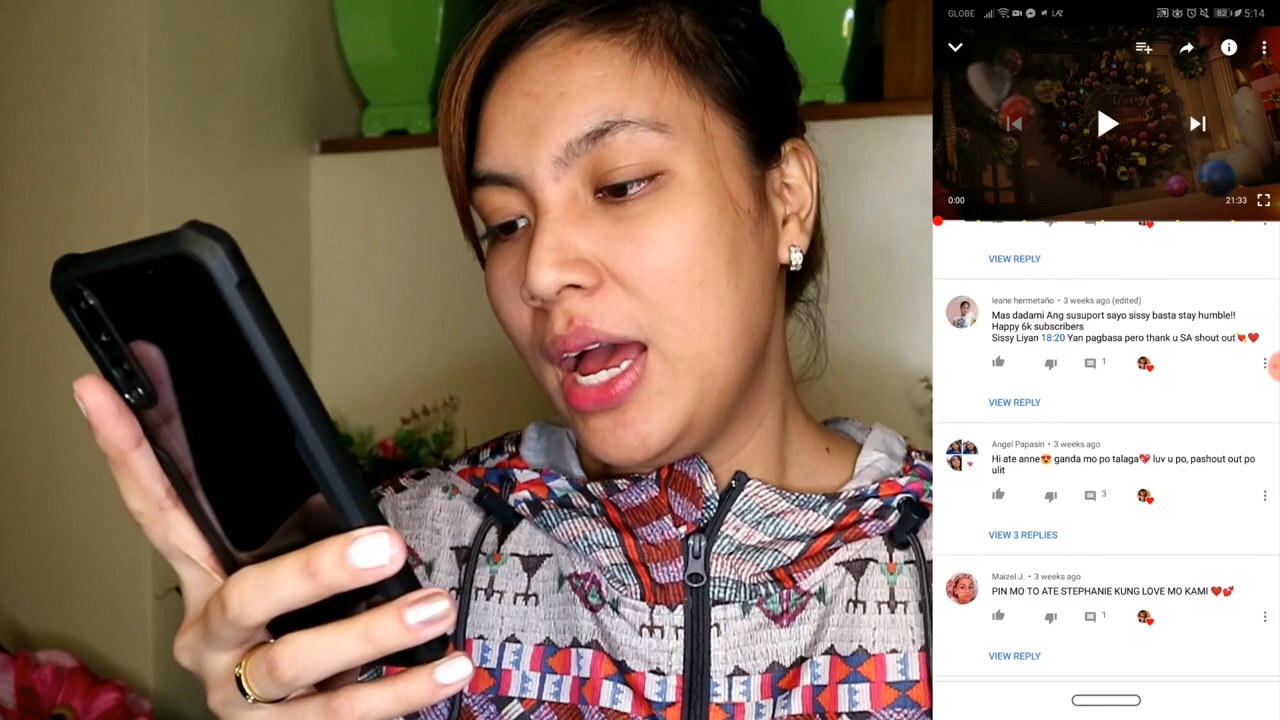 GLOBE
LAZ
82
5:14
Merry
Christmas
0:00
21:33
VIEW REPLY
leane hermetaño • 3 weeks ago (edited)
Mas dadami Ang susuport sayo sissy basta stay humble!!
Happy 6k subscribers
Sissy Liyan 18:20 Yan pagbasa pero thank u SA shout out💘❤️
1
VIEW REPLY
Angel Papasin • 3 weeks ago
Hi ate anne😍 ganda mo po talaga💖 luv u po, pashout out po
ulit
3
VIEW 3 REPLIES
Maizel J. • 3 weeks ago
PIN MO TO ATE STEPHANIE KUNG LOVE MO KAMI ❤️💕
1
VIEW REPLY